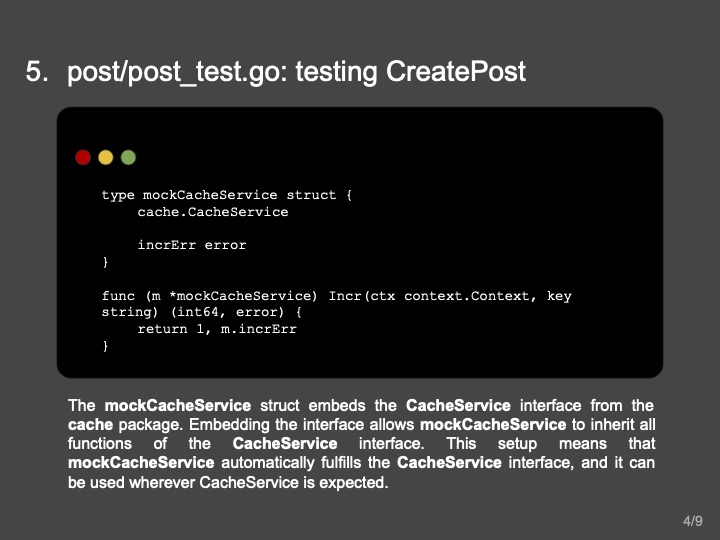 5. post/post_test.go: testing CreatePost
type mockCacheService struct {
cache.CacheService
incrErr error
}
func (m *mockCacheService) Incr(ctx context.Context, key
string) (int64, error) {
return 1, m.incrErr
}
The mockCacheService struct embeds the CacheService interface from the
cache package. Embedding the interface allows mockCacheService to inherit all
functions of the CacheService interface. This setup means that
mockCacheService automatically fulfills the CacheService interface, and it can
be used wherever CacheService is expected.
4/9